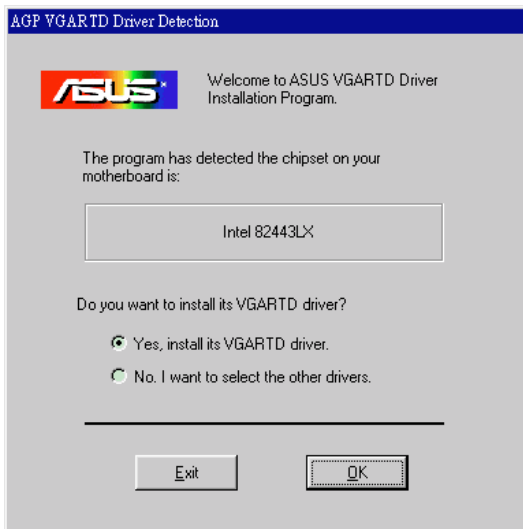 AGP VGARTD Driver Detection
ASUS
Welcome to ASUS VGARTD Driver
Installation Program.
The program has detected the chipset on your
motherboard is:
Intel 82443LX
Do you want to install its VGARTD driver?
Yes, install its VGARTD driver.
No. I want to select the other drivers.
Exit
OK